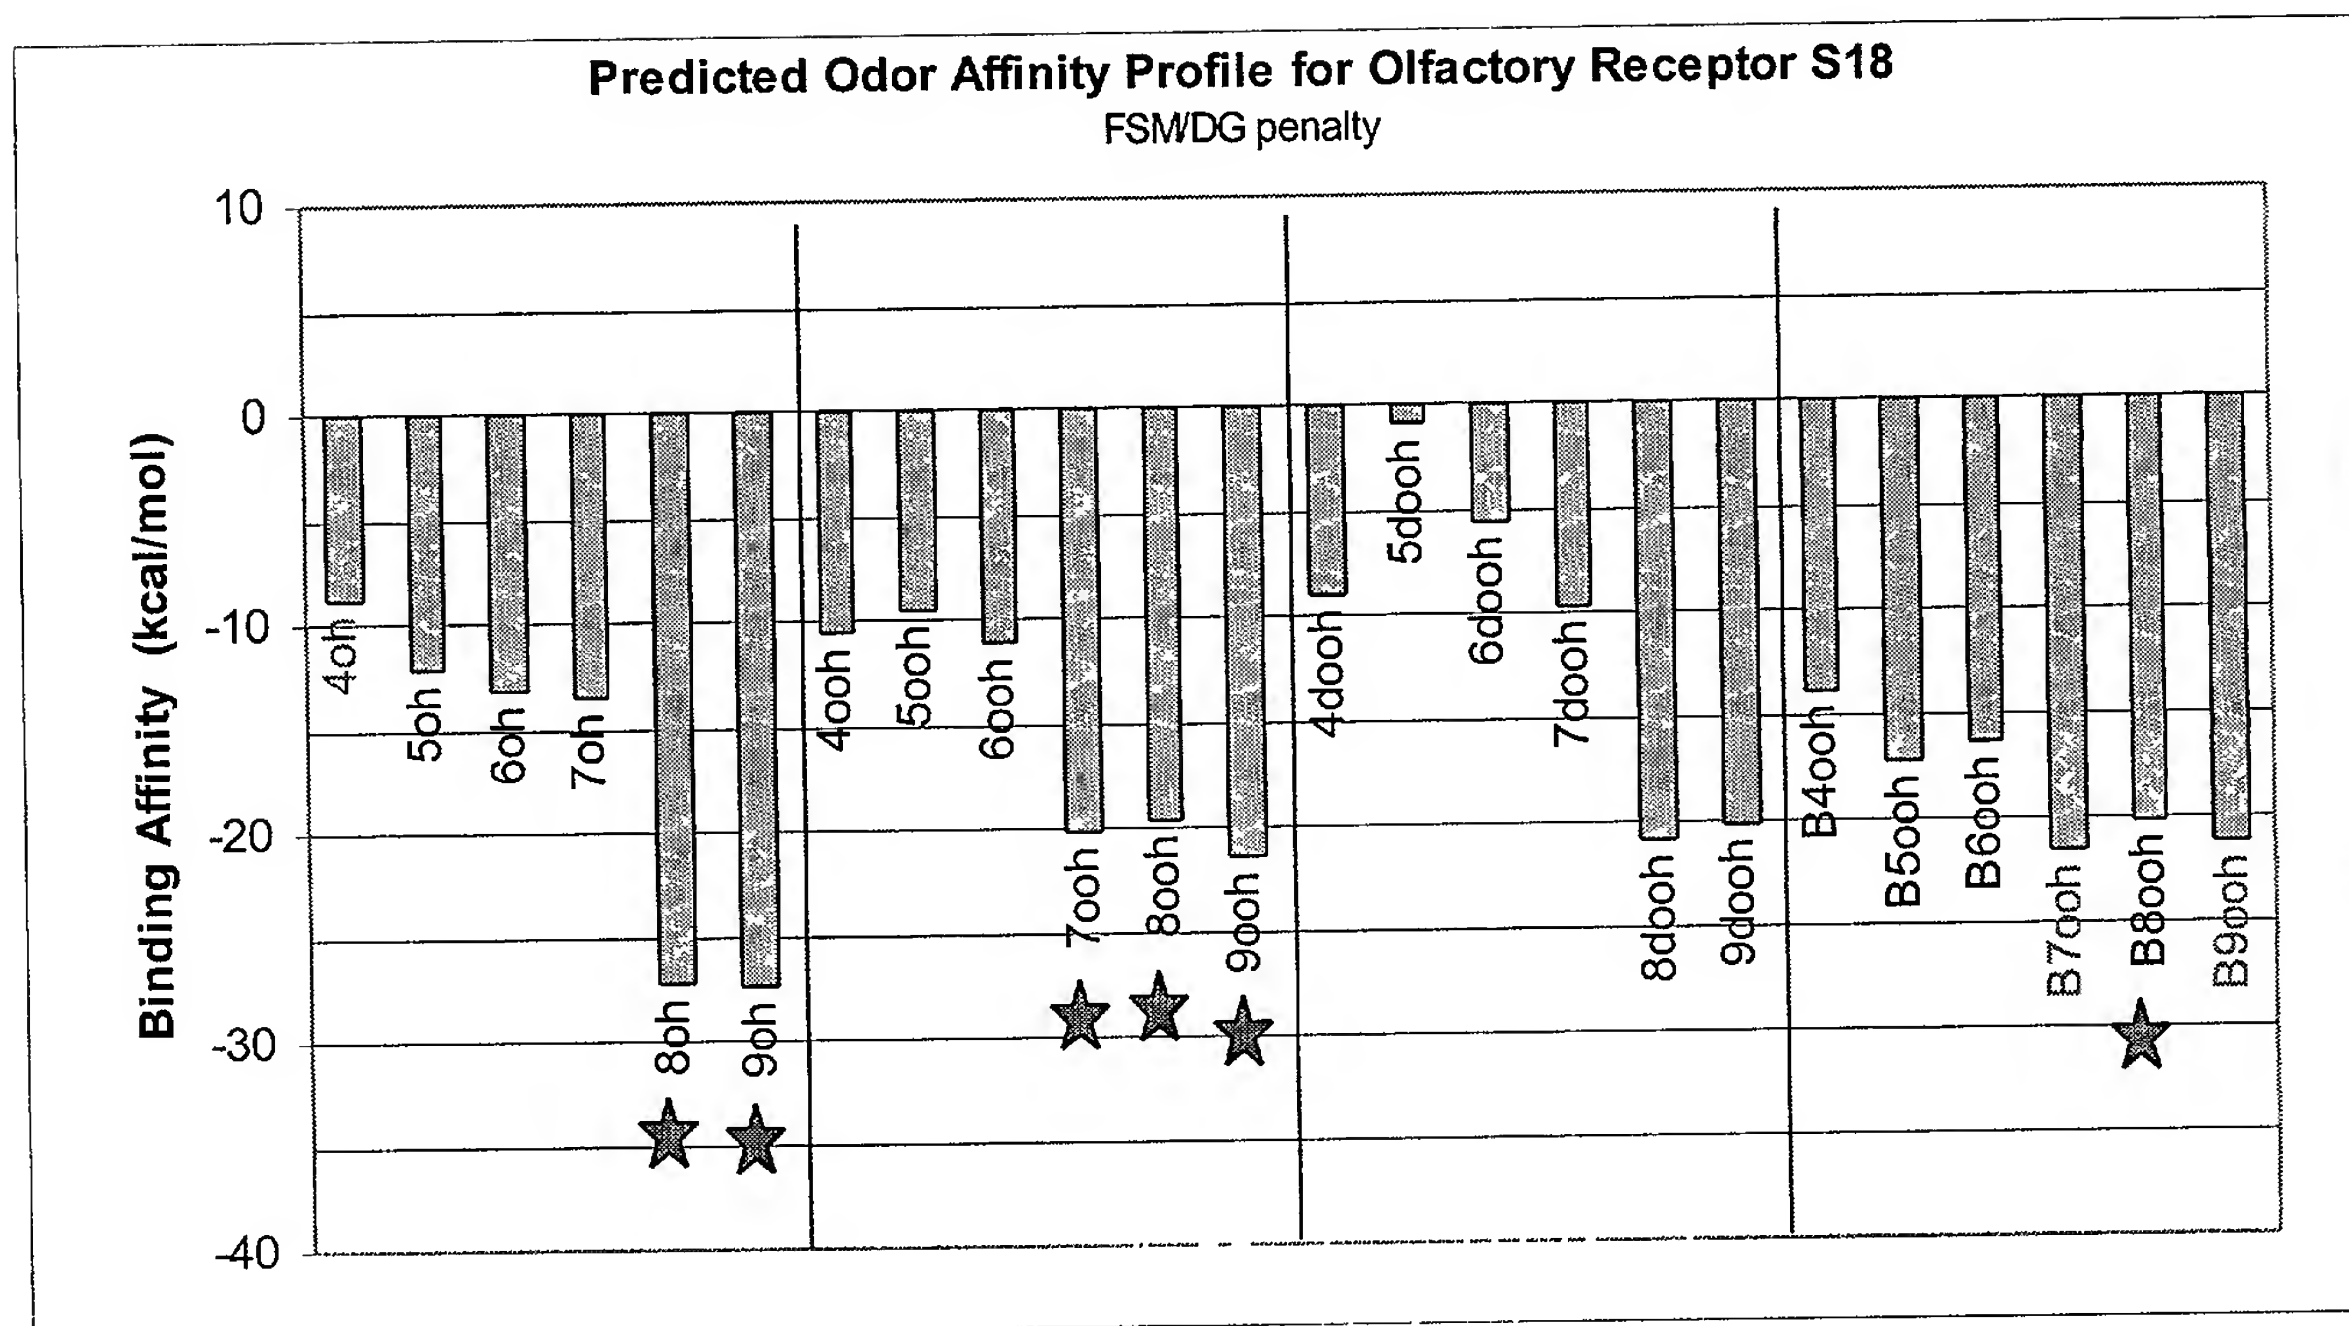 Predicted Odor Affinity Profile for Olfactory Receptor S18
FSM/DG penalty
Binding Affinity (kcal/mol)
10
0
-10
-20
-30
-40
4oh
5oh
6oh
7oh
8oh
9oh
4ooh
5ooh
6ooh
7ooh
8ooh
9ooh
4dooh
5dooh
6dooh
7dooh
8dooh
9dooh
B4ooh
B5ooh
B6ooh
B7ooh
B8ooh
B9ooh